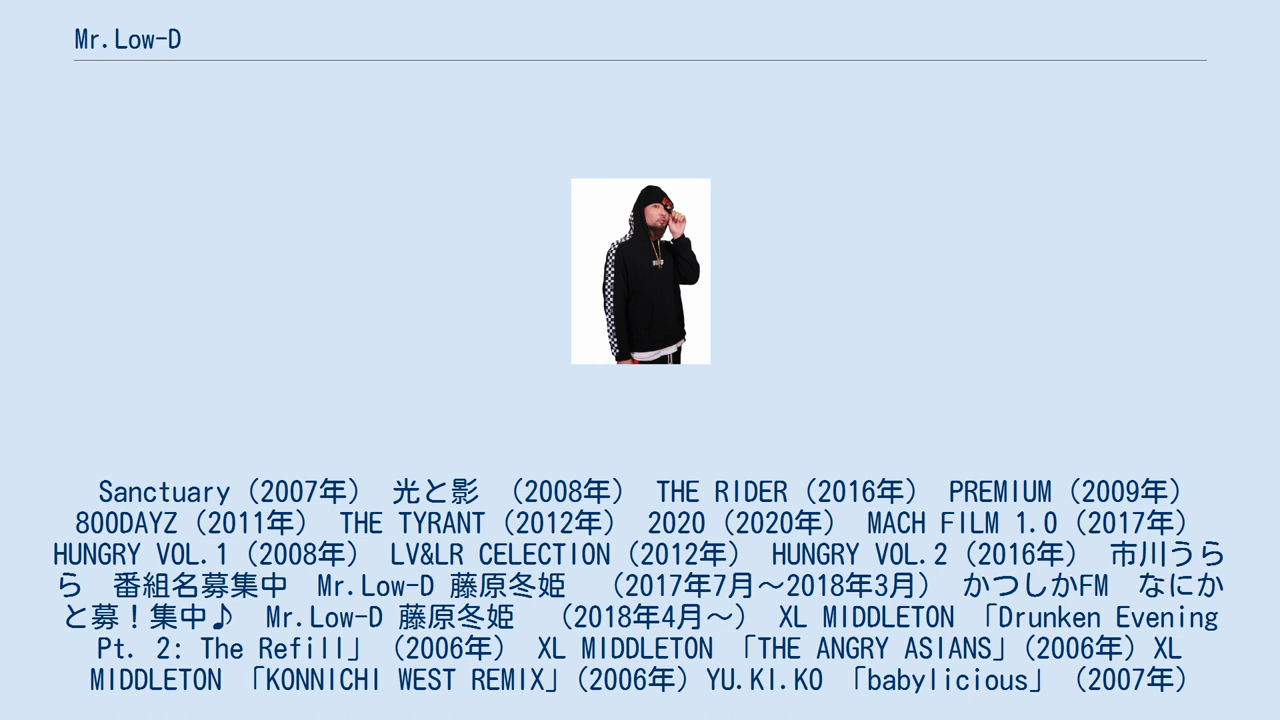 Mr.Low-D
Sanctuary（2007年）　光と影　（2008年）　THE RIDER（2016年）　PREMIUM（2009年）
800DAYZ（2011年）　THE TYRANT（2012年）　2020（2020年）　MACH FILM 1.0（2017年）
HUNGRY VOL.1（2008年）　LV&LR CELECTION（2012年）　HUNGRY VOL.2（2016年）　市川うら
ら　番組名募集中　Mr.Low-D 藤原冬姫　（2017年7月～2018年3月）　かつしかFM　なにか
と募！集中♪　Mr.Low-D 藤原冬姫　（2018年4月～）　XL MIDDLETON 「Drunken Evening
Pt. 2: The Refill」（2006年）　XL MIDDLETON 「THE ANGRY ASIANS」（2006年）XL
MIDDLETON 「KONNICHI WEST REMIX」（2006年）YU.KI.KO 「babylicious」（2007年）